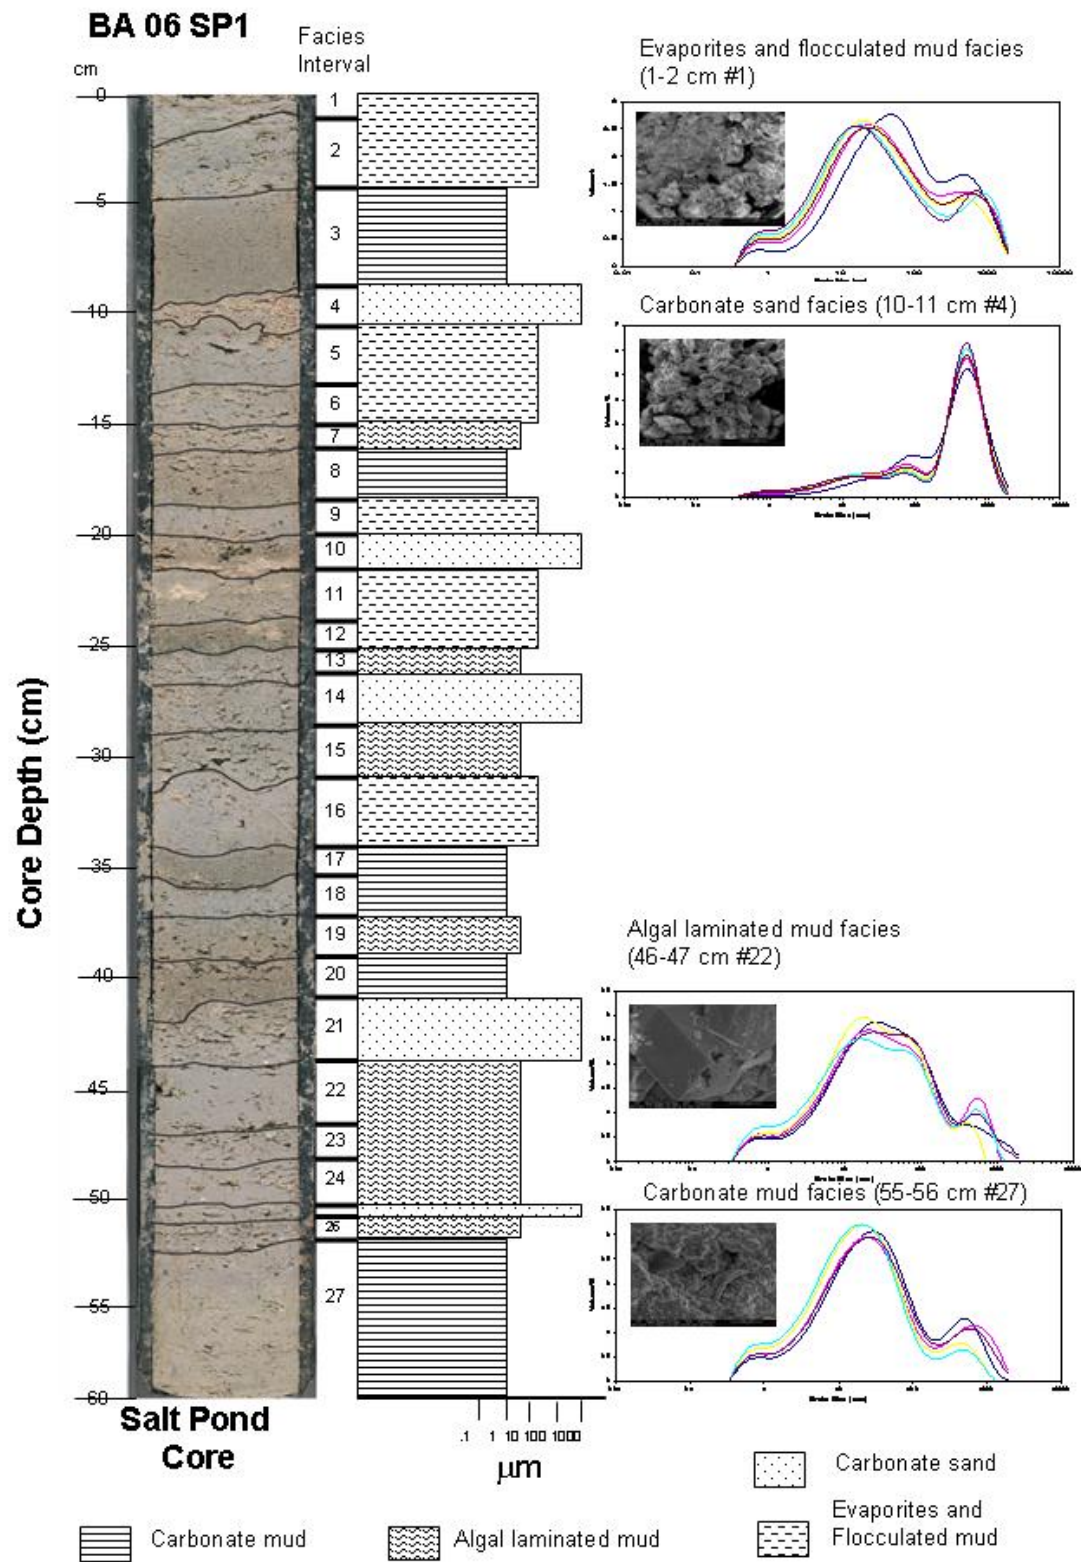 BA 06 SP1
Facies
Interval
cm
0
5
10
15
20
25
30
35
40
45
50
55
60
Core Depth (cm)
1
2
3
4
5
6
7
8
9
10
11
12
13
14
15
16
17
18
19
20
21
22
23
24
26
27
Salt Pond
Core
.1 1 10 100 1000
μm
Evaporites and flocculated mud facies
(1-2 cm #1)
Carbonate sand facies (10-11 cm #4)
Algal laminated mud facies
(46-47 cm #22)
Carbonate mud facies (55-56 cm #27)
Carbonate sand
Carbonate mud
Algal laminated mud
Evaporites and
Flocculated mud